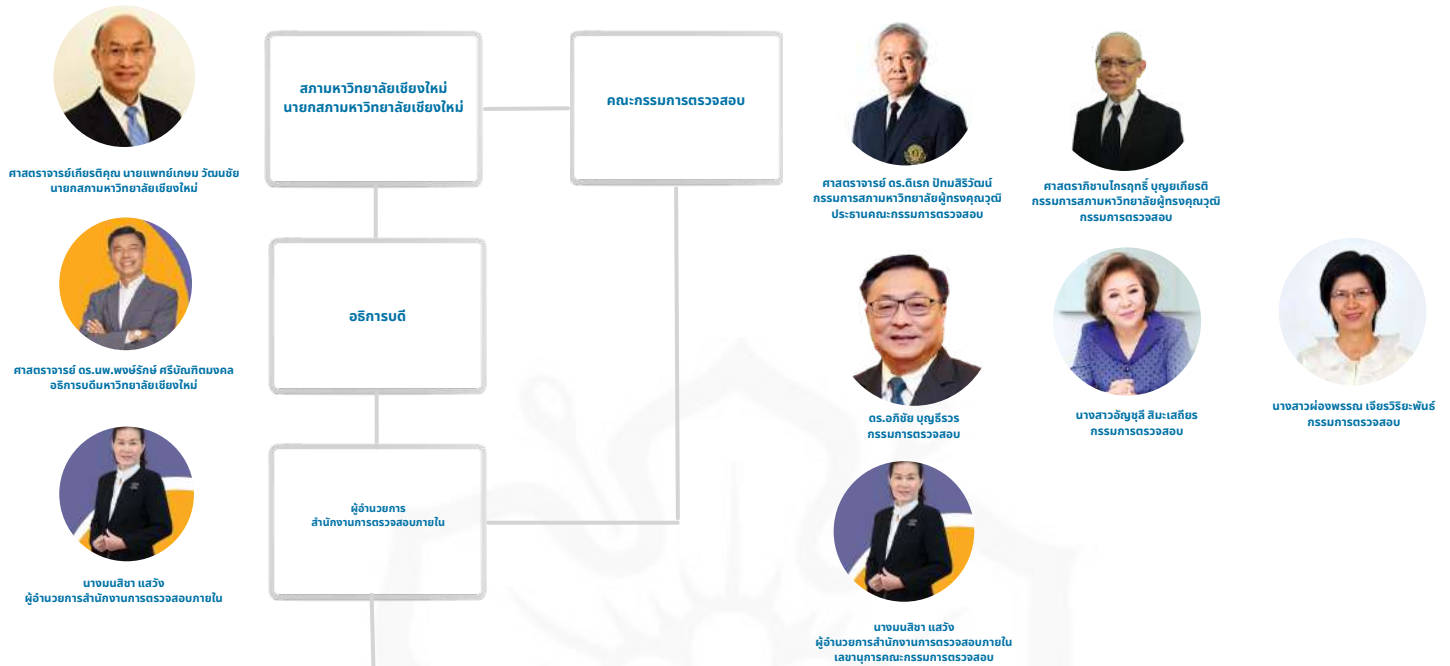 สภามหาวิทยาลัยเชียงใหม่
นายกสภามหาวิทยาลัยเชียงใหม่
คณะกรรมการตรวจสอบ
ศาสตราจารย์เกียรติคุณ นายแพทย์เกษม วัฒนชัย
นายกสภามหาวิทยาลัยเชียงใหม่
ศาสตราจารย์ ดร.ดิเรก ปัทมสิริวัฒน์
กรรมการสภามหาวิทยาลัยผู้ทรงคุณวุฒิ
ประธานคณะกรรมการตรวจสอบ
ศาสตราภิชานไกรฤทธิ์ บุณยเกียรติ
กรรมการสภามหาวิทยาลัยผู้ทรงคุณวุฒิ
กรรมการตรวจสอบ
อธิการบดี
ศาสตราจารย์ ดร.นพ.พงษ์รักษ์ ศรีบัณฑิตมงคล
อธิการบดีมหาวิทยาลัยเชียงใหม่
ดร.อภิชัย บุญธีรวร
กรรมการตรวจสอบ
นางสาวอัญชุลี สิมะเสถียร
กรรมการตรวจสอบ
นางสาวผ่องพรรณ เจียรวิริยะพันธ์
กรรมการตรวจสอบ
ผู้อำนวยการ
สำนักงานการตรวจสอบภายใน
นางมนสิชา แสวัง
ผู้อำนวยการสำนักงานการตรวจสอบภายใน
นางมนสิชา แสวัง
ผู้อำนวยการสำนักงานการตรวจสอบภายใน
เลขานุการคณะกรรมการตรวจสอบ